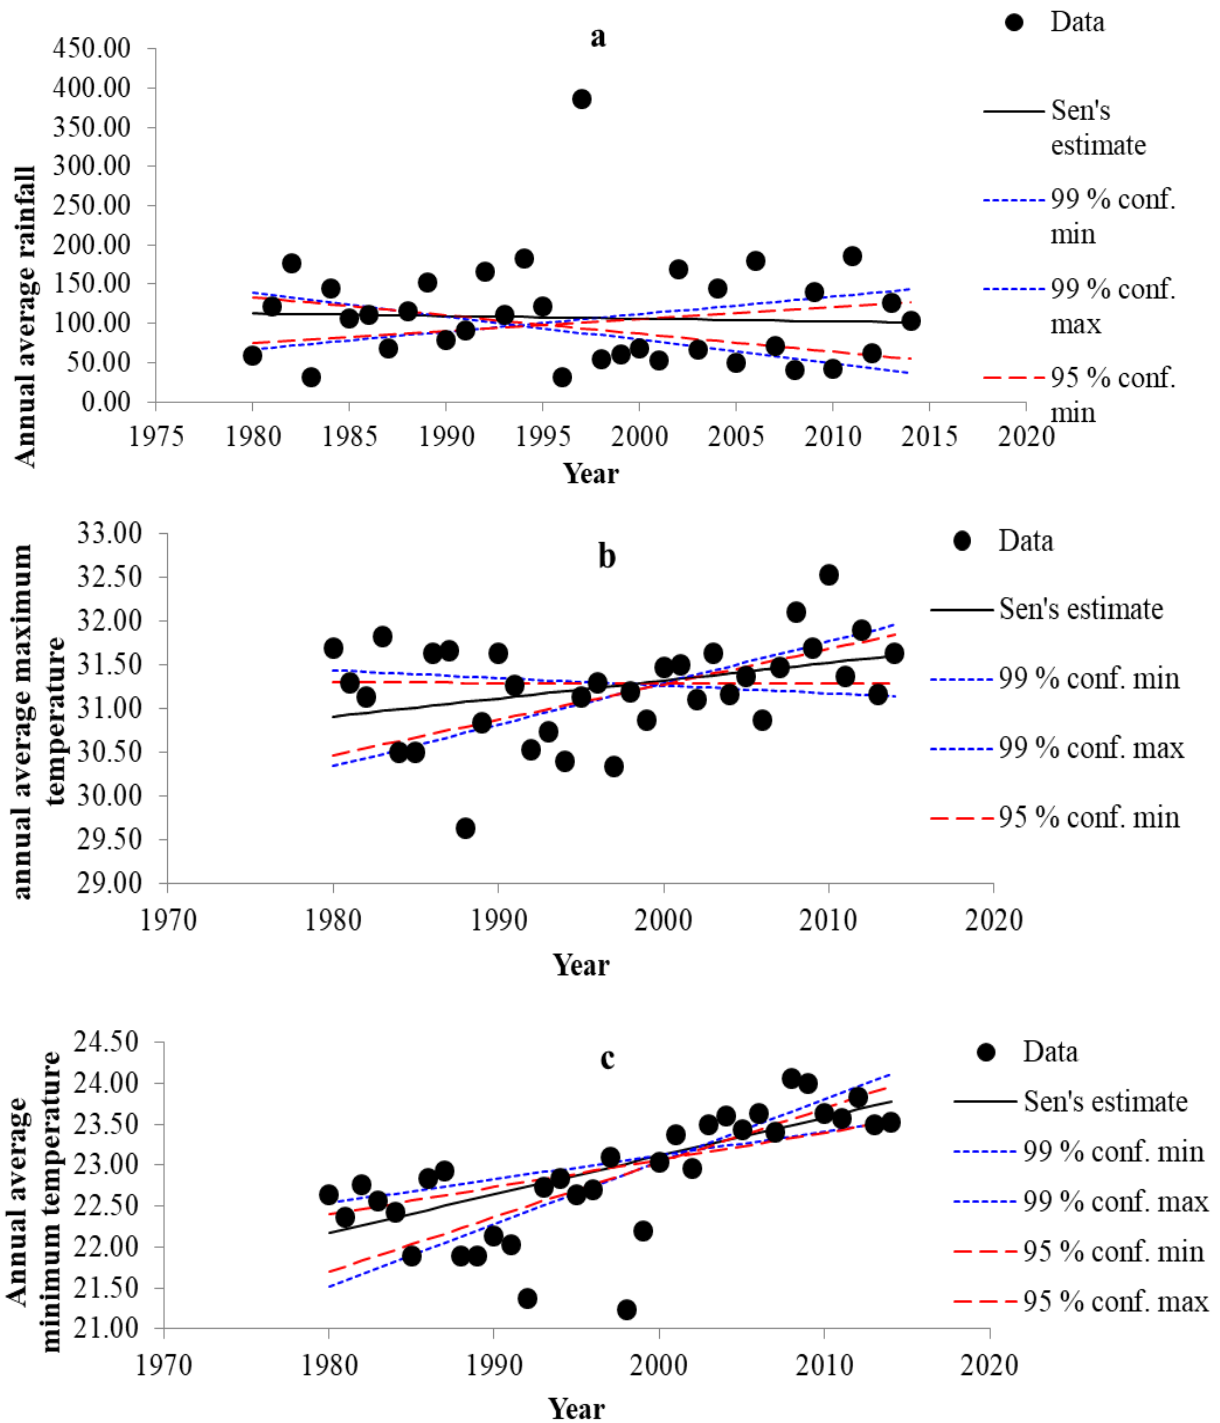 a
450.00
400.00
350.00
300.00
250.00
200.00
150.00
100.00
50.00
0.00
Annual average rainfall
1975 1980 1985 1990 1995 2000 2005 2010 2015 2020
Year
Data
Sen's
estimate
99 % conf.
min
99 % conf.
max
95 % conf.
min
b
33.00
32.50
32.00
31.50
31.00
30.50
30.00
29.50
29.00
annual average maximum
temperature
1970 1980 1990 2000 2010 2020
Year
Data
Sen's estimate
99 % conf. min
99 % conf. max
95 % conf. min
c
24.50
24.00
23.50
23.00
22.50
22.00
21.50
21.00
Annual average
minimum temperature
1970 1980 1990 2000 2010 2020
Year
Data
Sen's estimate
99 % conf. min
99 % conf. max
95 % conf. min
95 % conf. max